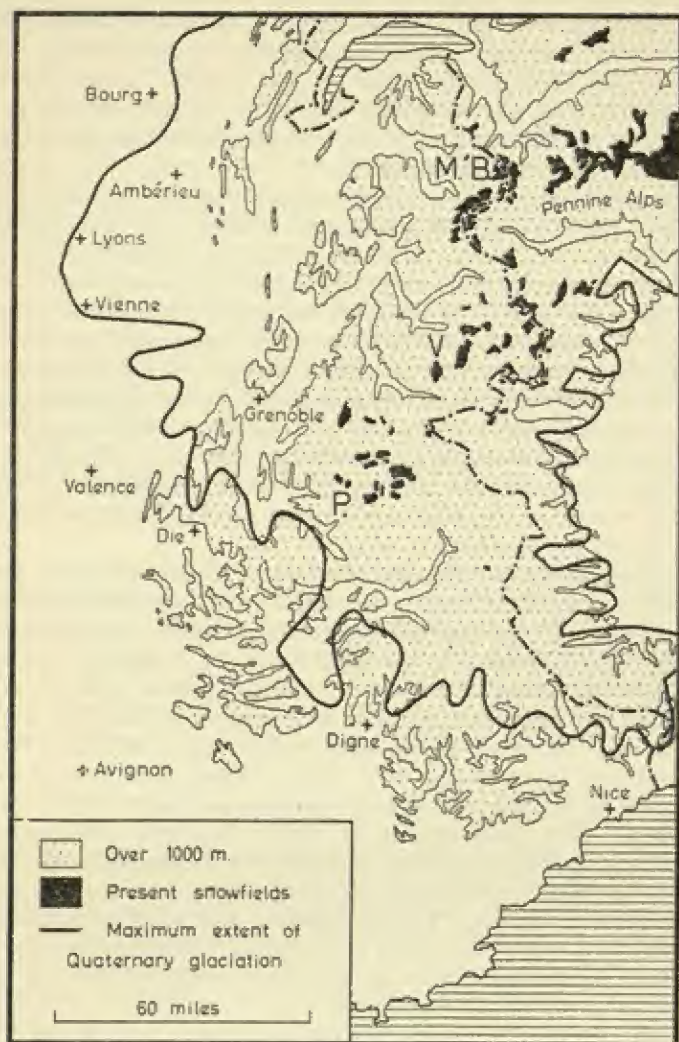 Bourg
Ambérieu
M.B.
Pennine Alps
Lyons
Vienne
V
Grenoble
P.
Valence
Die
Digne
Avignon
Nice
Over 1000 m.
Present snowfields
Maximum extent of
Quaternary glaciation
60 miles